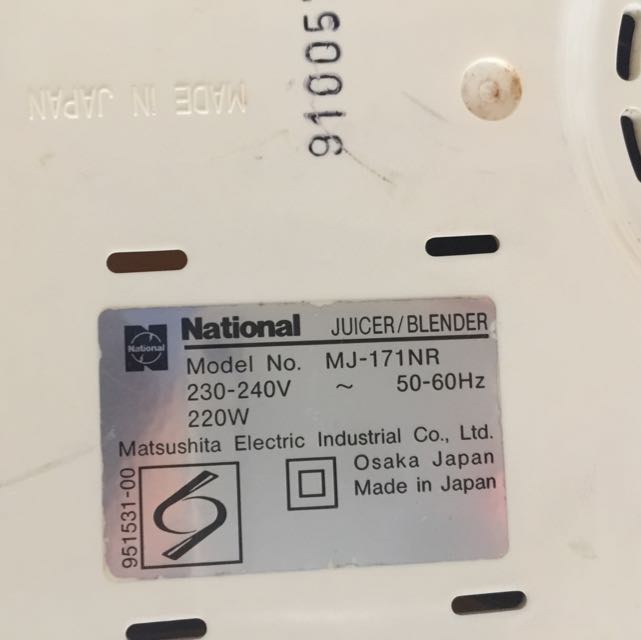 MADE IN JAPAN
91005
National
National JUICER/BLENDER
Model No. MJ-171NR
230-240V ~ 50-60Hz
220W
Matsushita Electric Industrial Co., Ltd.
Osaka Japan
Made in Japan
951531-00